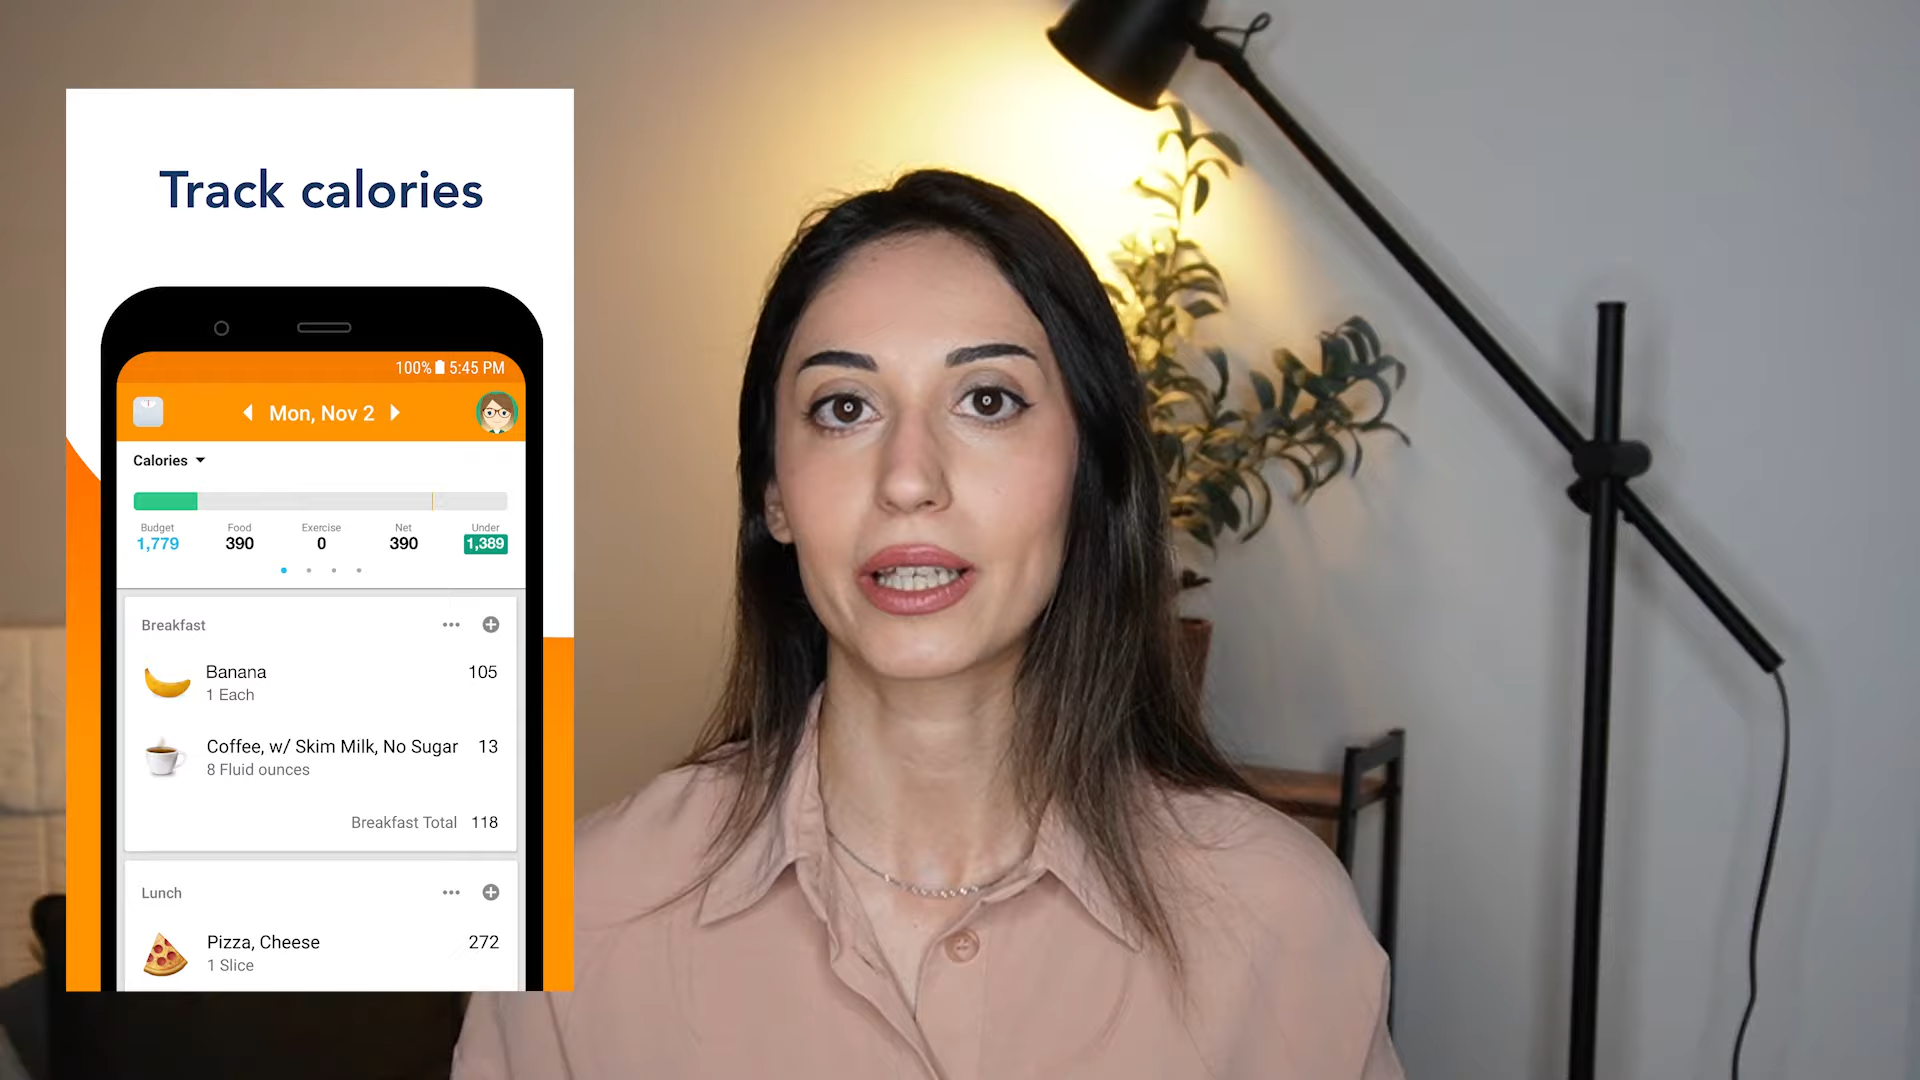 Track calories
100% 5:45 PM
Mon, Nov 2
Calories
Budget Food Exercise Net Under
1,779 390 0 390 1,389
Breakfast
Banana 105
1 Each
Coffee, w/ Skim Milk, No Sugar 13
8 Fluid ounces
Breakfast Total 118
Lunch
Pizza, Cheese 272
1 Slice